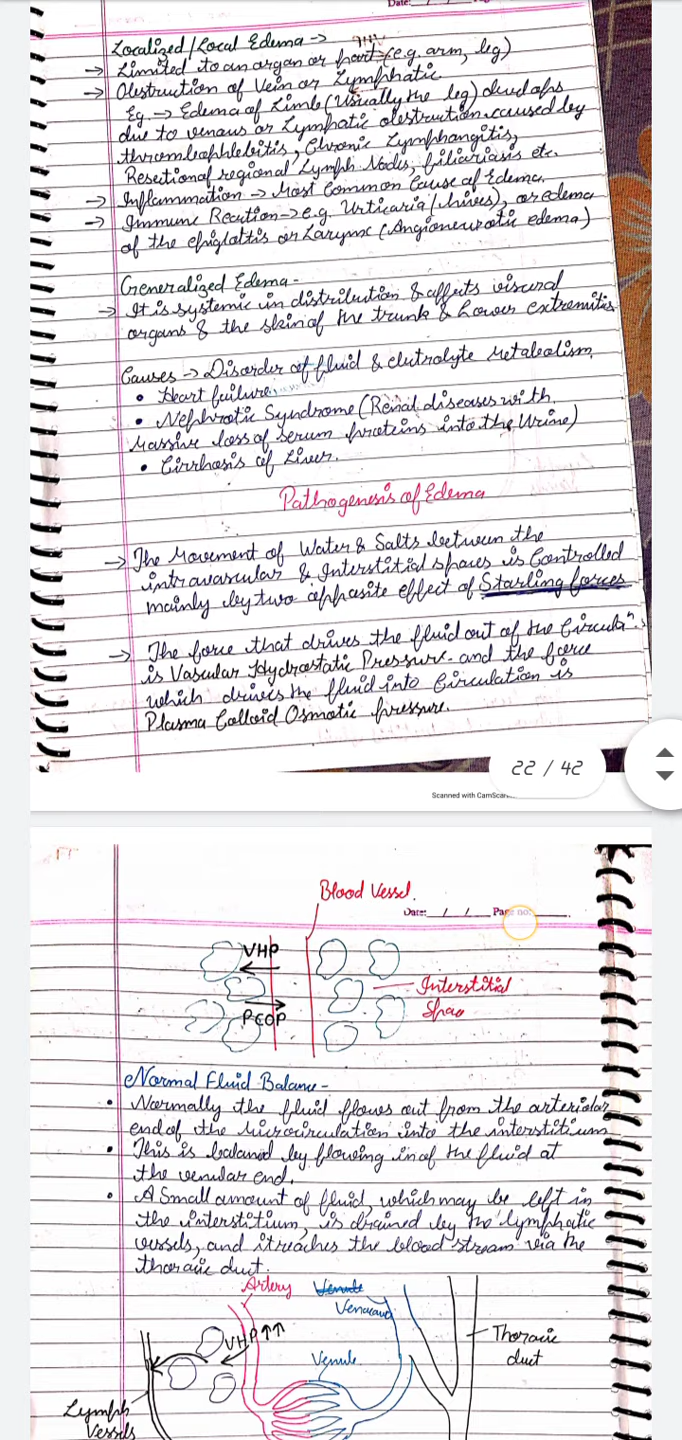 Date: / /
Localized/Local Edema →
→ Limited to an organ or part (e.g. arm, leg)
→ Obstruction of Vein or Lymphatic
Eg → Edema of Limb (Usually the leg) develops
due to venous or Lymphatic obstruction caused by
thrombophlebitis, Chronic Lymphangitis,
Resection of regional Lymph Nodes, filiariasis etc.
→ Inflammation → Most Common Cause of Edema.
→ Immune Reaction → e.g. Urticaria (hives), or edema
of the epiglottis or Larynx (Angioneurotic edema)
Generalized Edema-
→ It is systemic in distribution & affects visceral
organs & the skin of the trunk & Lower extremities
Causes → Disorder of fluid & electrolyte Metabolism,
• Heart failure
• Nephrotic Syndrome (Renal diseases with
Massive loss of serum proteins into the Urine)
• Cirrhosis of Liver.
Pathogenesis of Edema
→ The Movement of Water & Salts between the
intravascular & Interstitial spaces is Controlled
mainly by two opposite effect of Starling forces
→ The force that drives the fluid out of the Circulaⁿ.
is Vascular Hydrostatic Pressure and the force
which drives the fluid into Circulation is
Plasma Colloid Osmotic pressure.
22 / 42
Scanned with CamScan...
Blood Vessel.
Date: / / Page no:
VHP
Interstitial
Space
PCOP
Normal Fluid Balance -
• Normally the fluid flows out from the arteriolar
end of the microcirculation into the interstitium
• This is balanced by flowing in of the fluid at
the venular end.
• A Small amount of fluid, which may be left in
the interstitium, is drained by the lymphatic
vessels, and it reaches the blood stream via the
thoracic duct.
Artery
Venule
Venacava
VHP↑↑
Venule
Thoracic
duct
Lymph
Vessels